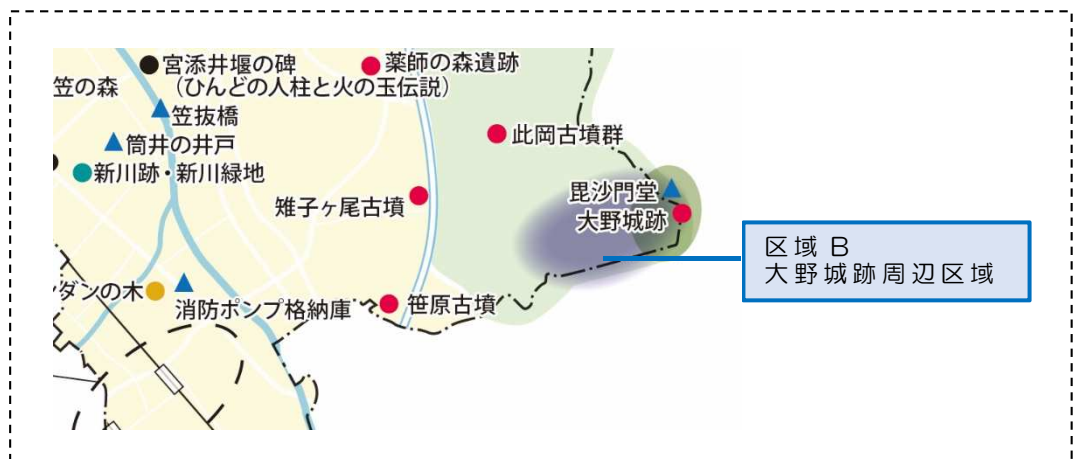 宮添井堰の碑
(ひんどの人柱と火の玉伝説)
薬師の森遺跡
笠の森
笠抜橋
筒井の井戸
新川跡・新川緑地
此岡古墳群
雉子ヶ尾古墳
毘沙門堂
大野城跡
区域 B
大野城跡周辺区域
ンダンの木
消防ポンプ格納庫
笹原古墳